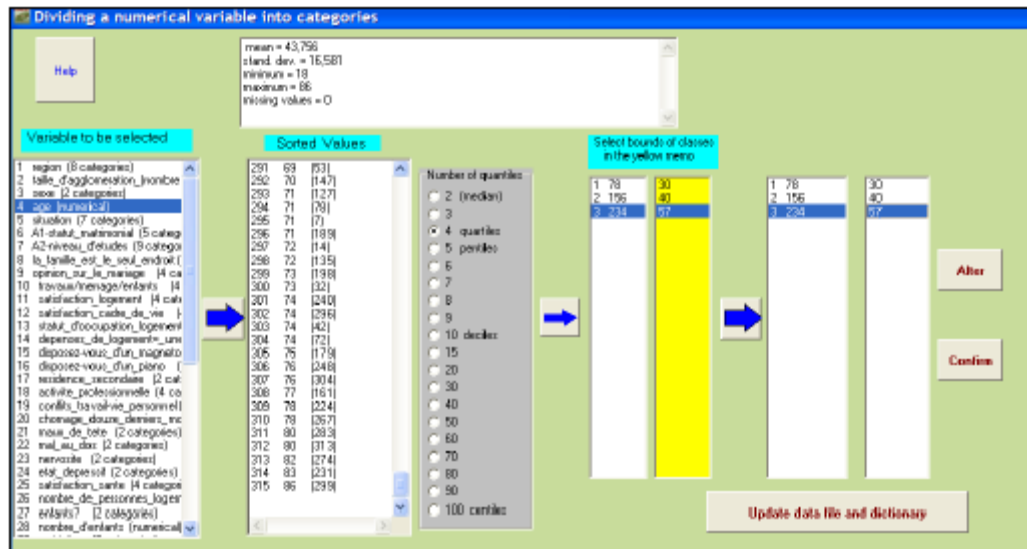 Dividing a numerical variable into categories
Help
mean = 43,756
stand. dev. = 16,581
minimum = 18
maximum = 86
missing values = 0
Variable to be selected
1 region (8 categories)
2 taille_d'agglomeration_(nombre
3 sexe (2 categories)
4 age (numerical)
5 situation (7 categories)
6 A1-statut_matrimonial (5 categ
7 A2-niveau_d'etudes (9 catego
8 la_famille_est_le_seul_endroit (
9 opinion_sur_le_mariage (4 ca
10 travaux/menage/enfants (4
11 satisfaction_logement (4 cat
12 satisfaction_cadre_de_vie
13 statut_d'occupation_logement
14 depenses_de_logement=_une
15 disposez-vous_d'un_magneto
16 disposez-vous_d'un_piano (
17 residence_secondaire (2 cat
18 activite_professionnelle (4 ca
19 conflits_travail-vie_personnel (
20 chomage_douze_derniers_mo
21 maux_de_tete (2 categories)
22 mal_au_dos (2 categories)
23 nervosite (2 categories)
24 etat_depressif (2 categories)
25 satisfaction_sante (4 categori
26 nombre_de_personnes_logem
27 enfants? (2 categories)
28 nombre_d'enfants (numerical)
Sorted Values
291 69 |53|
292 70 |147|
293 71 |127|
294 71 |78|
295 71 |7|
296 71 |189|
297 72 |14|
298 72 |135|
299 73 |198|
300 73 |32|
301 74 |240|
302 74 |296|
303 74 |42|
304 74 |72|
305 75 |179|
306 76 |248|
307 76 |304|
308 77 |161|
309 78 |224|
310 78 |267|
311 80 |283|
312 80 |313|
313 82 |274|
314 83 |231|
315 86 |299|
Number of quantiles
2 (median)
3
4 quartiles
5 pentiles
6
7
8
9
10 deciles
15
20
30
40
50
60
70
80
90
100 centiles
Select bounds of classes
in the yellow memo
1 78
2 156
3 234
30
40
57
1 78
2 156
3 234
30
40
57
Alter
Confirm
Update data file and dictionary